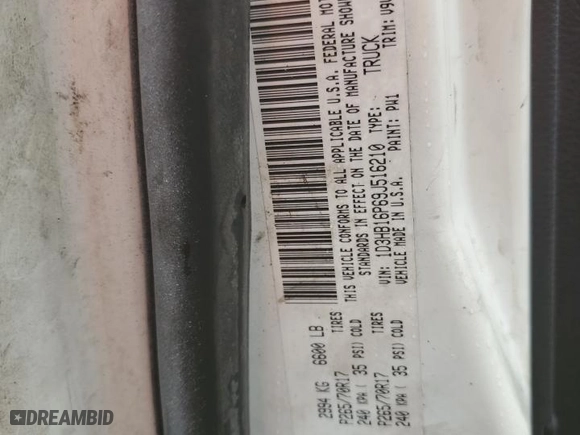 2994 KG 6600 LB
P265/70R17 TIRES
240 KPA ( 35 PSI) COLD
P265/70R17 TIRES
240 KPA ( 35 PSI) COLD
THIS VEHICLE CONFORMS TO ALL APPLICABLE U.S.A. FEDERAL MOT
STANDARDS IN EFFECT ON THE DATE OF MANUFACTURE SHOW
VIN: 1D3HB16P69J516210 TYPE: TRUCK
VEHICLE MADE IN U.S.A. PAINT: PW1 TRIM:
DREAMBID